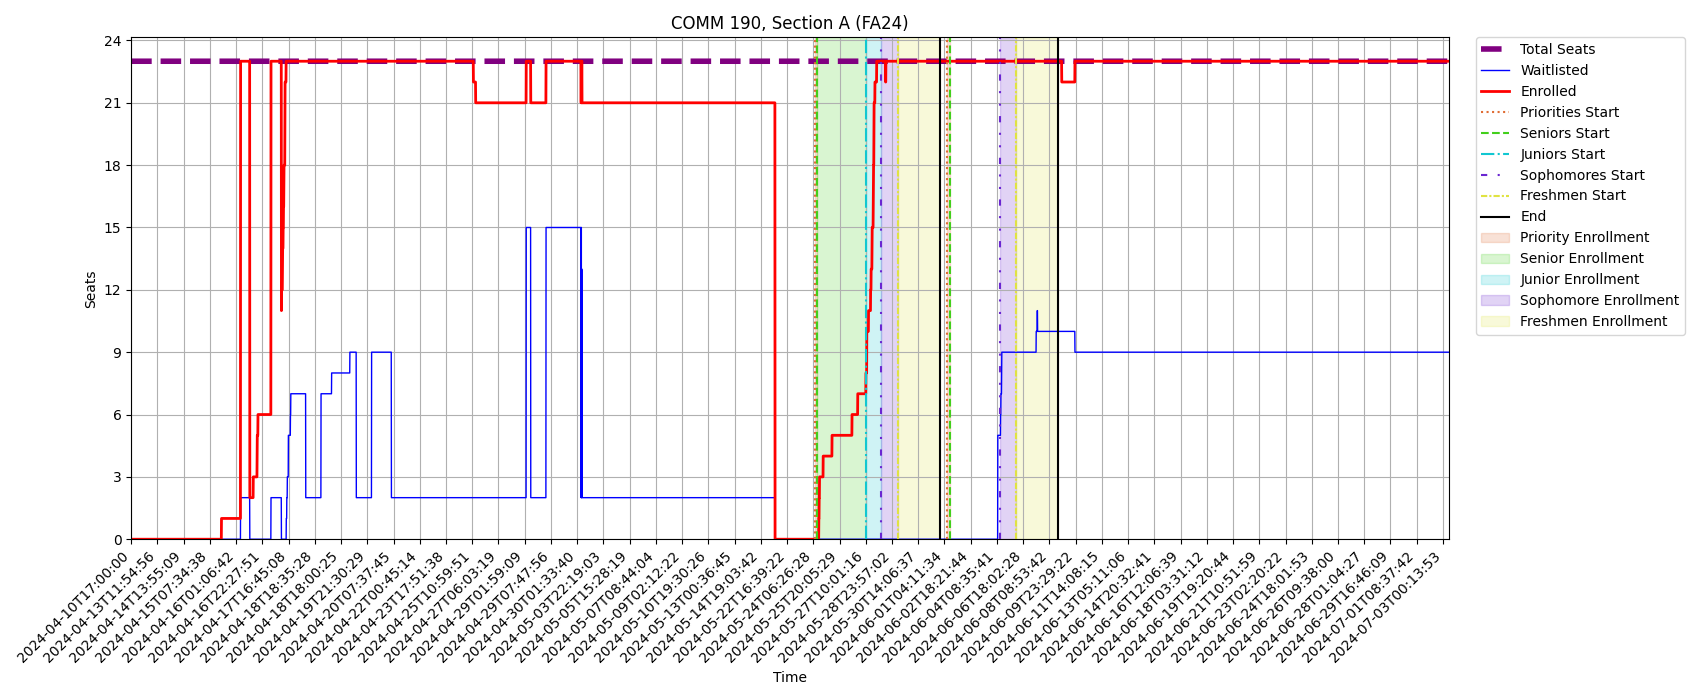 COMM 190, Section A (FA24)
Seats
24
21
18
15
12
9
6
3
0
2024-04-10T17:00:00
2024-04-13T11:54:56
2024-04-14T13:55:09
2024-04-15T07:34:38
2024-04-16T01:06:42
2024-04-16T22:27:51
2024-04-17T16:45:08
2024-04-18T18:35:28
2024-04-18T18:00:25
2024-04-19T21:30:29
2024-04-20T07:37:45
2024-04-22T00:45:14
2024-04-23T17:51:38
2024-04-25T10:59:51
2024-04-27T06:03:19
2024-04-29T01:59:09
2024-04-29T07:47:56
2024-04-30T01:33:40
2024-05-03T22:19:03
2024-05-05T15:28:19
2024-05-07T08:44:04
2024-05-09T02:12:22
2024-05-10T19:30:26
2024-05-13T00:36:45
2024-05-14T19:03:42
2024-05-22T16:39:22
2024-05-24T06:26:28
2024-05-25T20:05:29
2024-05-28T10:01:16
2024-05-28T23:57:02
2024-05-30T14:06:37
2024-06-01T04:11:34
2024-06-02T18:21:44
2024-06-04T08:35:41
2024-06-06T18:02:28
2024-06-08T08:53:42
2024-06-09T23:29:22
2024-06-11T14:08:15
2024-06-13T05:11:06
2024-06-14T20:32:41
2024-06-16T12:06:39
2024-06-18T03:31:12
2024-06-19T19:20:44
2024-06-21T10:51:59
2024-06-23T02:20:22
2024-06-24T18:01:53
2024-06-26T09:38:00
2024-06-28T01:04:27
2024-06-29T16:46:09
2024-07-01T08:37:42
2024-07-03T00:13:53
Time
Total Seats
Waitlisted
Enrolled
Priorities Start
Seniors Start
Juniors Start
Sophomores Start
Freshmen Start
End
Priority Enrollment
Senior Enrollment
Junior Enrollment
Sophomore Enrollment
Freshmen Enrollment